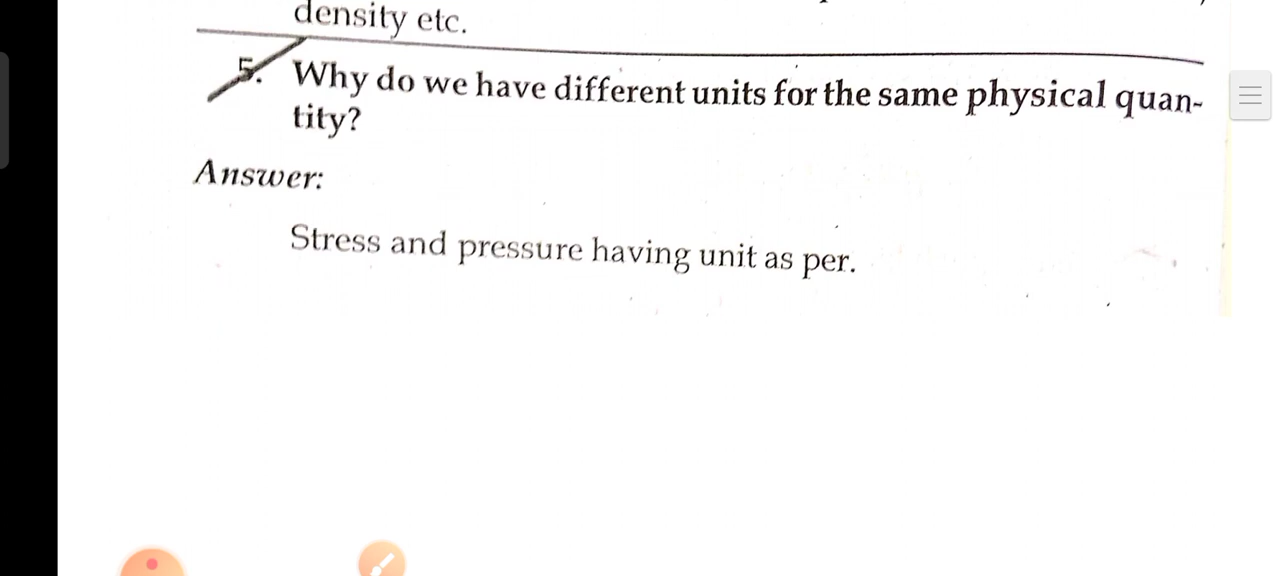 density etc.
5. Why do we have different units for the same physical quan-
tity?
Answer:
Stress and pressure having unit as per.